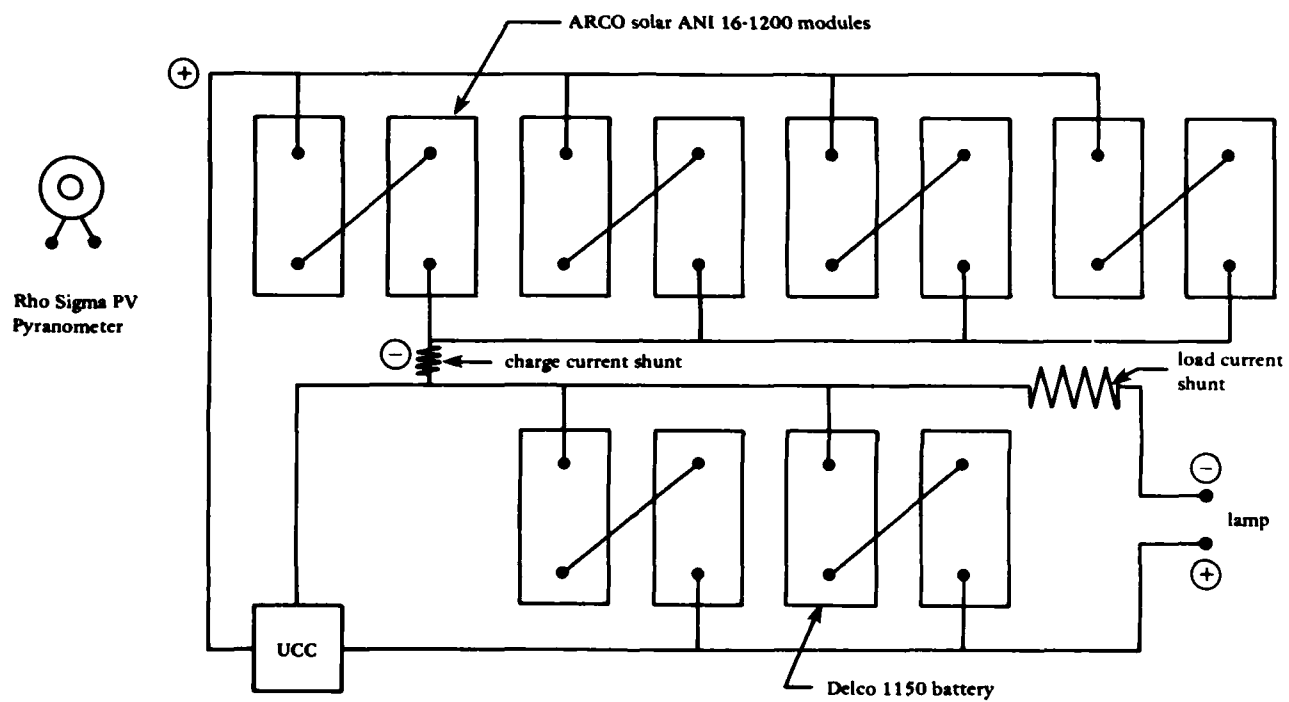 ARCO solar ANI 16-1200 modules
+
Rho Sigma PV
Pyranometer
−
charge current shunt
load current
shunt
−
lamp
+
UCC
Delco 1150 battery